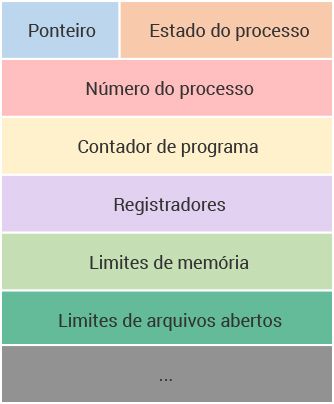 Ponteiro
Estado do processo
Número do processo
Contador de programa
Registradores
Limites de memória
Limites de arquivos abertos
...